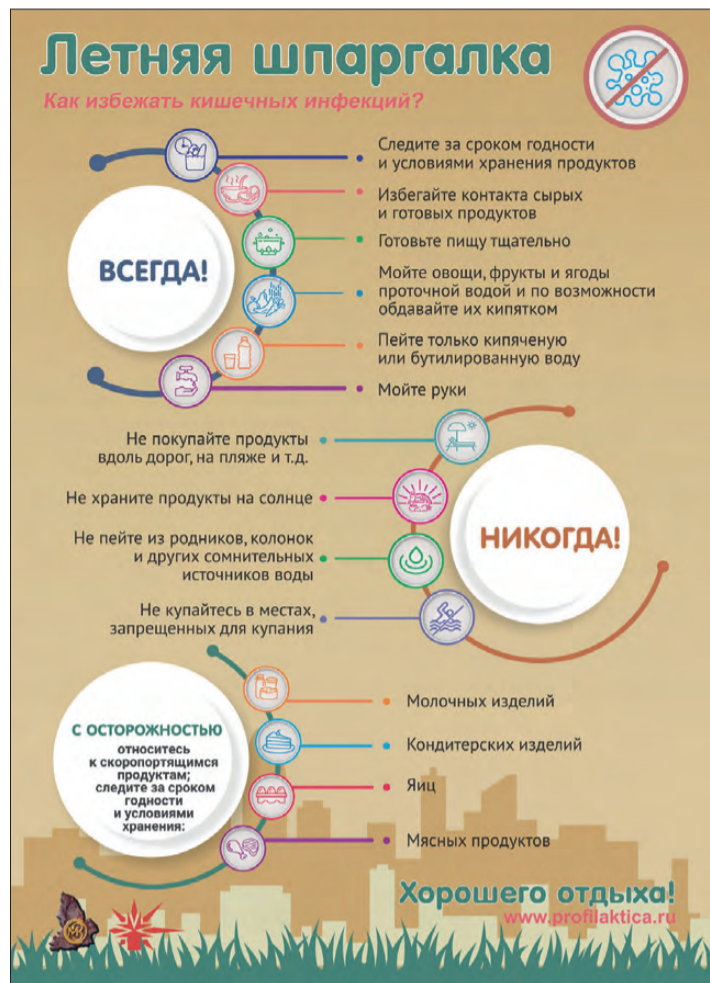 Летняя шпаргалка
Как избежать кишечных инфекций?
ВСЕГДА!
Следите за сроком годности
и условиями хранения продуктов
Избегайте контакта сырых
и готовых продуктов
Готовьте пищу тщательно
Мойте овощи, фрукты и ягоды
проточной водой и по возможности
обдавайте их кипятком
Пейте только кипяченую
или бутилированную воду
Мойте руки
НИКОГДА!
Не покупайте продукты
вдоль дорог, на пляже и т.д.
Не храните продукты на солнце
Не пейте из родников, колонок
и других сомнительных
источников воды
Не купайтесь в местах,
запрещенных для купания
С ОСТОРОЖНОСТЬЮ
относитесь
к скоропортящимся
продуктам;
следите за сроком
годности
и условиями
хранения:
Молочных изделий
Кондитерских изделий
Яиц
Мясных продуктов
Хорошего отдыха!
www.profilaktica.ru